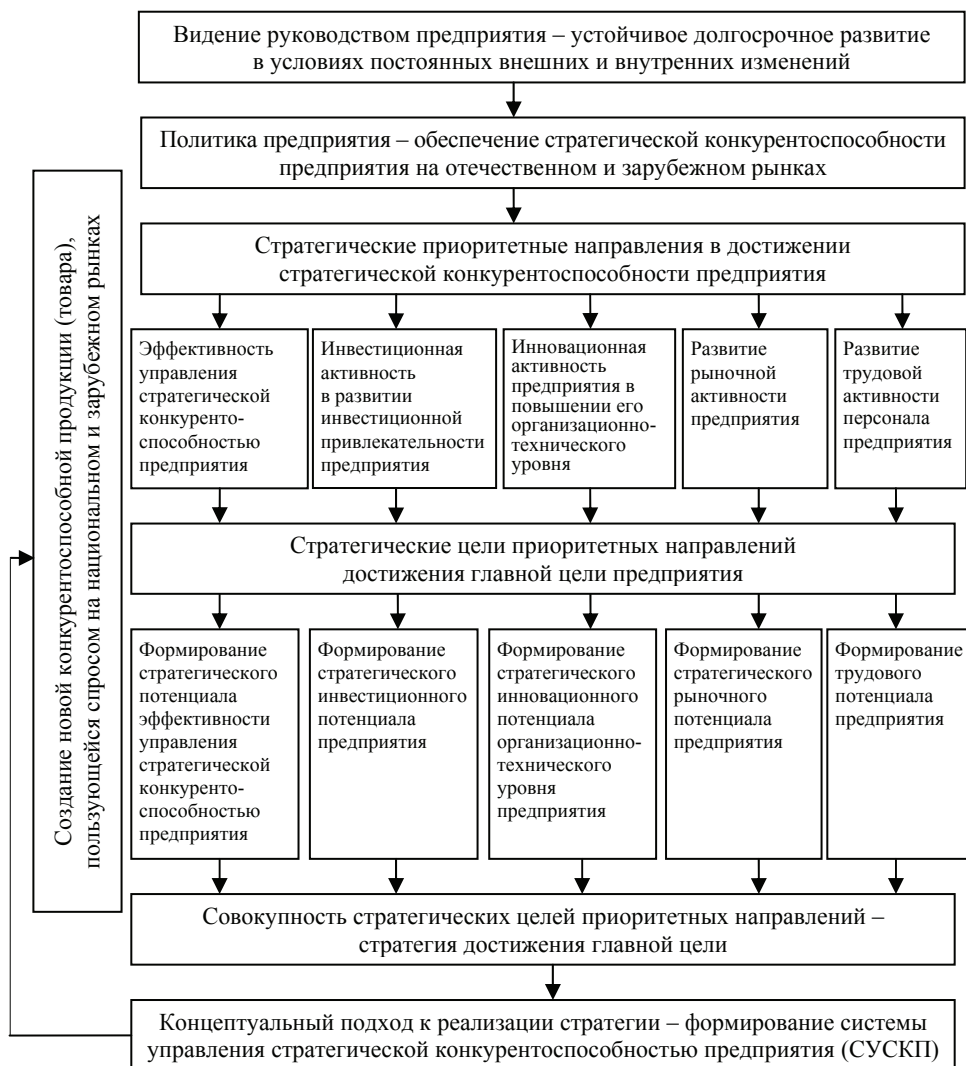 Видение руководством предприятия – устойчивое долгосрочное развитие
в условиях постоянных внешних и внутренних изменений
Политика предприятия – обеспечение стратегической конкурентоспособности
предприятия на отечественном и зарубежном рынках
Создание новой конкурентоспособной продукции (товара),
пользующейся спросом на национальном и зарубежном рынках
Стратегические приоритетные направления в достижении
стратегической конкурентоспособности предприятия
Эффективность
управления
стратегической
конкуренто-
способностью
предприятия
Инвестиционная
активность
в развитии
инвестиционной
привлекательности
предприятия
Инновационная
активность
предприятия в
повышении его
организационно-
технического
уровня
Развитие
рыночной
активности
предприятия
Развитие
трудовой
активности
персонала
предприятия
Стратегические цели приоритетных направлений
достижения главной цели предприятия
Формирование
стратегического
потенциала
эффективности
управления
стратегической
конкуренто-
способностью
предприятия
Формирование
стратегического
инвестиционного
потенциала
предприятия
Формирование
стратегического
инновационного
потенциала
организационно-
технического
уровня
предприятия
Формирование
стратегического
рыночного
потенциала
предприятия
Формирование
трудового
потенциала
предприятия
Совокупность стратегических целей приоритетных направлений –
стратегия достижения главной цели
Концептуальный подход к реализации стратегии – формирование системы
управления стратегической конкурентоспособностью предприятия (СУСКП)